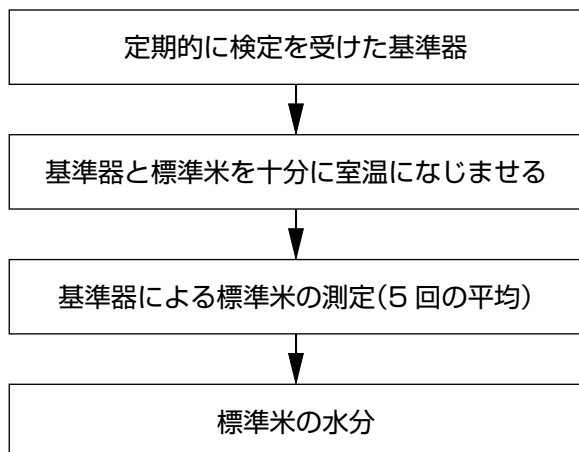 定期的に検定を受けた基準器
基準器と標準米を十分に室温になじませる
基準器による標準米の測定(5 回の平均)
標準米の水分